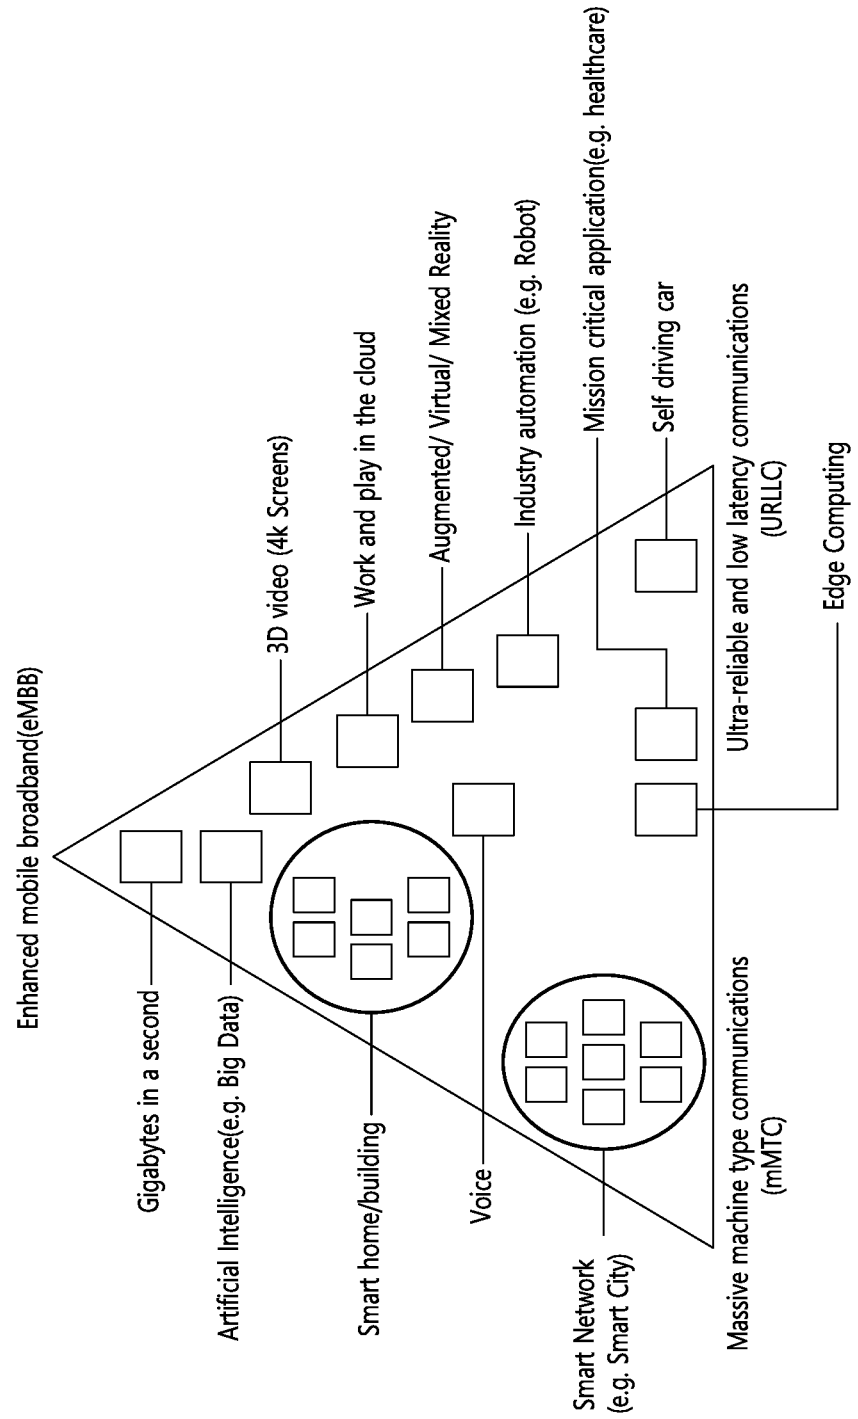 Enhanced mobile broadband(eMBB)
Gigabytes in a second
Artificial Intelligence(e.g. Big Data)
3D video (4k Screens)
Smart home/building
Work and play in the cloud
Augmented/ Virtual/ Mixed Reality
Voice
Industry automation (e.g. Robot)
Smart Network
(e.g. Smart City)
Mission critical application(e.g. healthcare)
Self driving car
Massive machine type communications
(mMTC)
Ultra-reliable and low latency communications
(URLLC)
Edge Computing